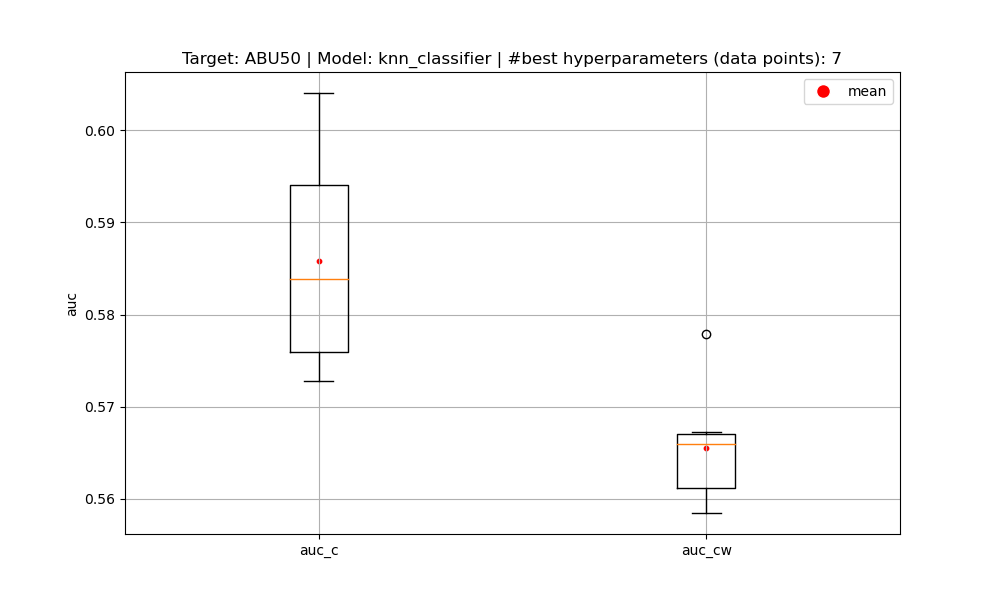 Target: ABU50 | Model: knn_classifier | #best hyperparameters (data points): 7
mean
0.60
0.59
0.58
0.57
0.56
auc
auc_c
auc_cw